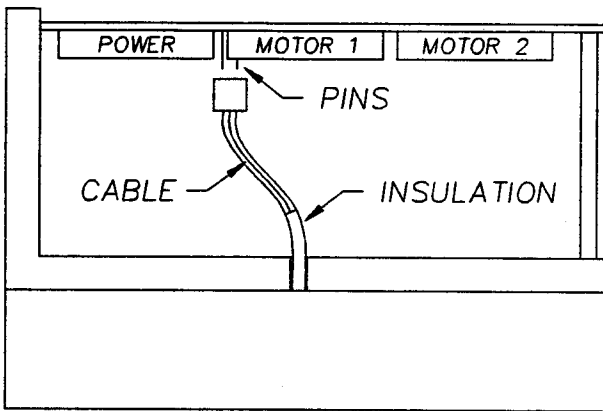 POWER
MOTOR 1
MOTOR 2
PINS
CABLE
INSULATION